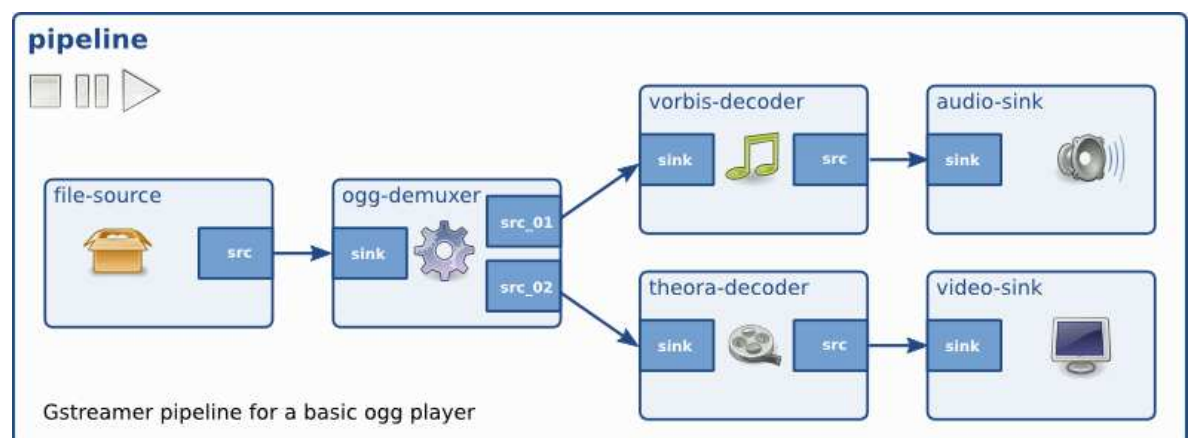 pipeline
file-source
src
ogg-demuxer
sink
src_01
src_02
vorbis-decoder
sink
src
audio-sink
sink
theora-decoder
sink
src
video-sink
sink
Gstreamer pipeline for a basic ogg player